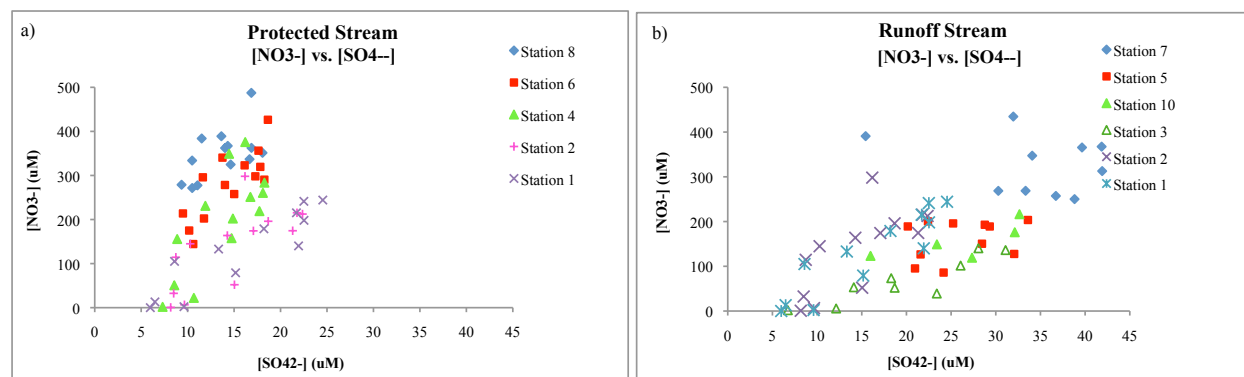 a)
Protected Stream
[NO3-] vs. [SO4--]
Station 8
Station 6
Station 4
Station 2
Station 1
[NO3-] (uM)
500
400
300
200
100
0
0 5 10 15 20 25 30 35 40 45
[SO42-] (uM)
b)
Runoff Stream
[NO3-] vs. [SO4--]
Station 7
Station 5
Station 10
Station 3
Station 2
Station 1
[NO3-] (uM)
500
400
300
200
100
0
0 5 10 15 20 25 30 35 40 45
[SO42-] (uM)